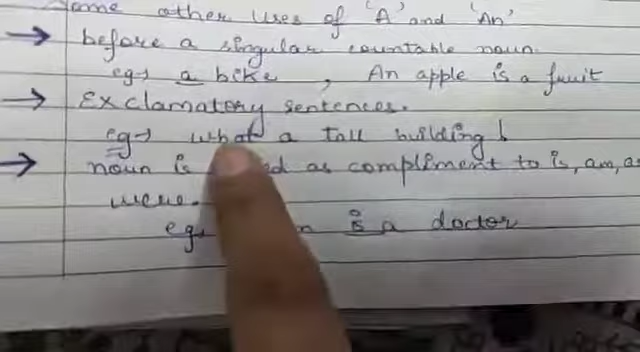 Some other uses of 'A' and 'An'
→ before a singular countable noun.
eg→ a bike , An apple is a fruit
→ Exclamatory sentences.
eg→ what a tall building!
→ noun is as compliment to is, am,
were.
eg→ is a doctor